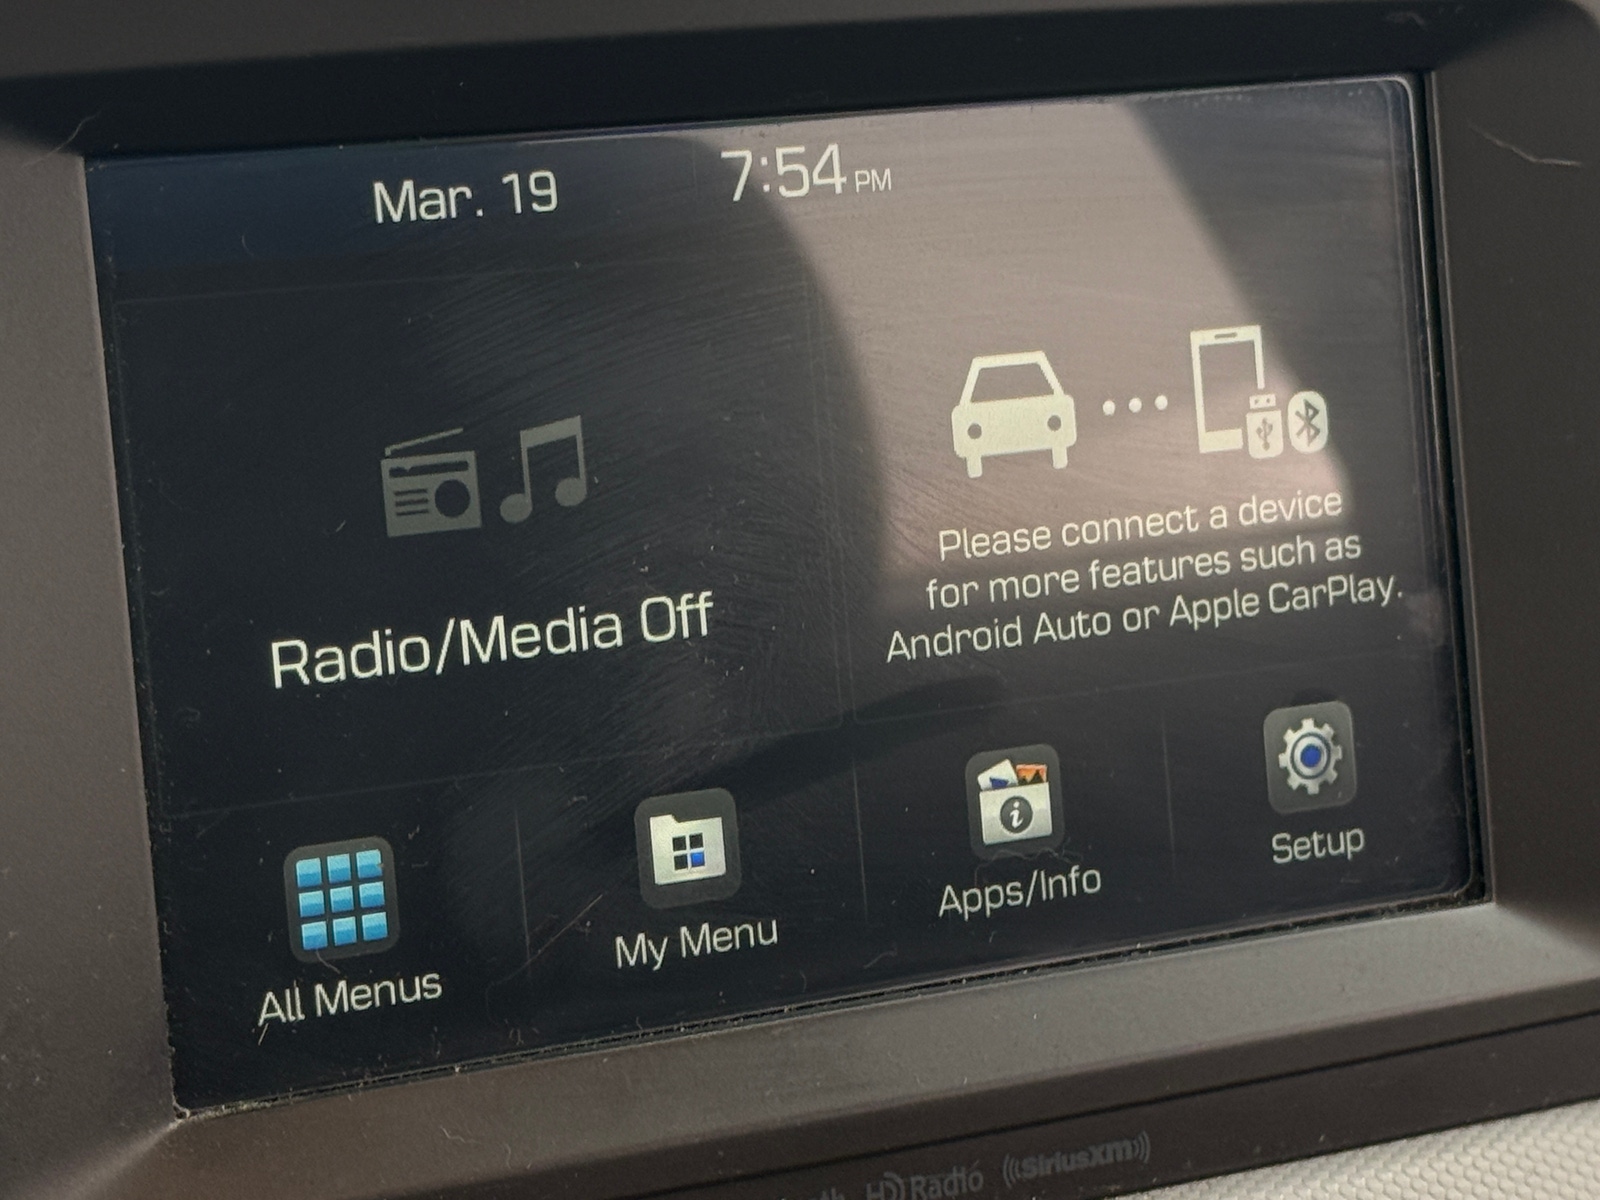 Mar. 19
7:54 PM
Radio/Media Off
Please connect a device
for more features such as
Android Auto or Apple CarPlay.
All Menus
My Menu
Apps/Info
Setup
HD Radio
SiriusXM